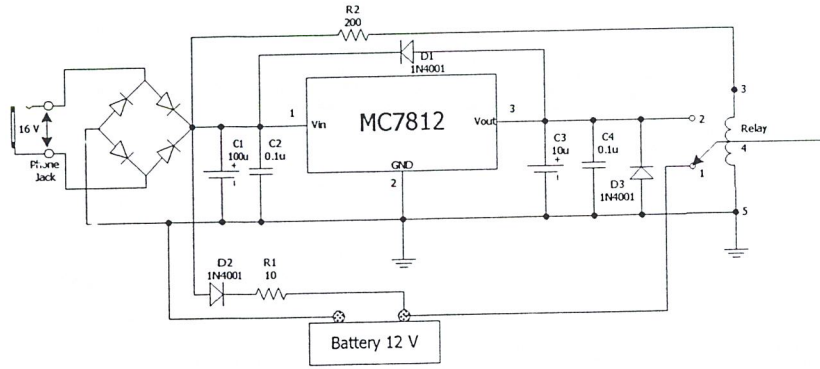 R2
200
D1
1N4001
3
1
Vin
MC7812
Vout
3
2
Relay
16 V
C1
100u
+
-
C2
0.1u
C3
10u
+
-
C4
0.1u
4
Phone
Jack
GND
2
D3
1N4001
1
5
D2
1N4001
R1
10
Battery 12 V